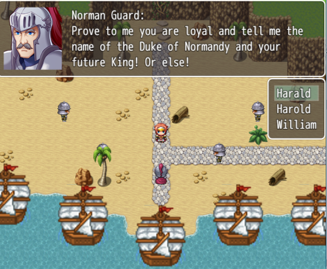 Norman Guard:
Prove to me you are loyal and tell me the
name of the Duke of Normandy and your
future King! Or else!
Harald
Harold
William